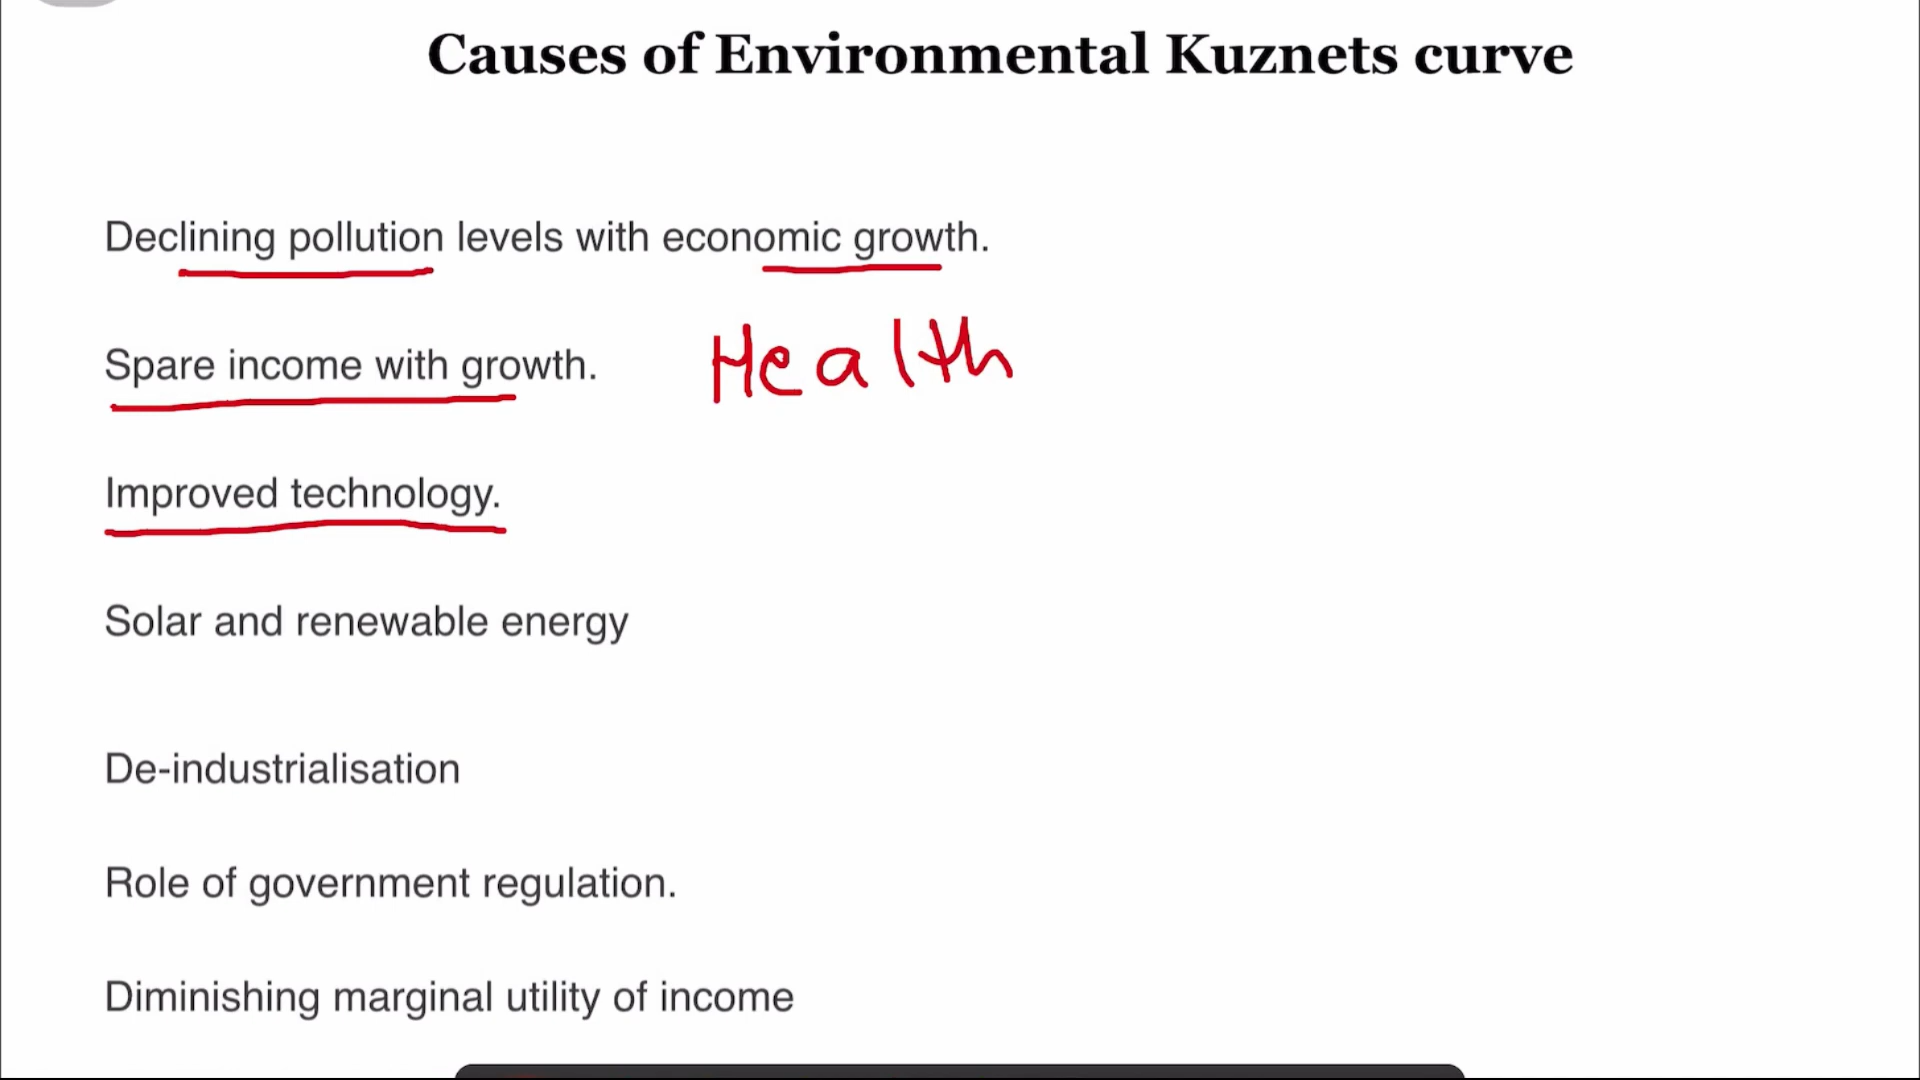 Causes of Environmental Kuznets curve
Declining pollution levels with economic growth.
Spare income with growth. Health
Improved technology.
Solar and renewable energy
De-industrialisation
Role of government regulation.
Diminishing marginal utility of income